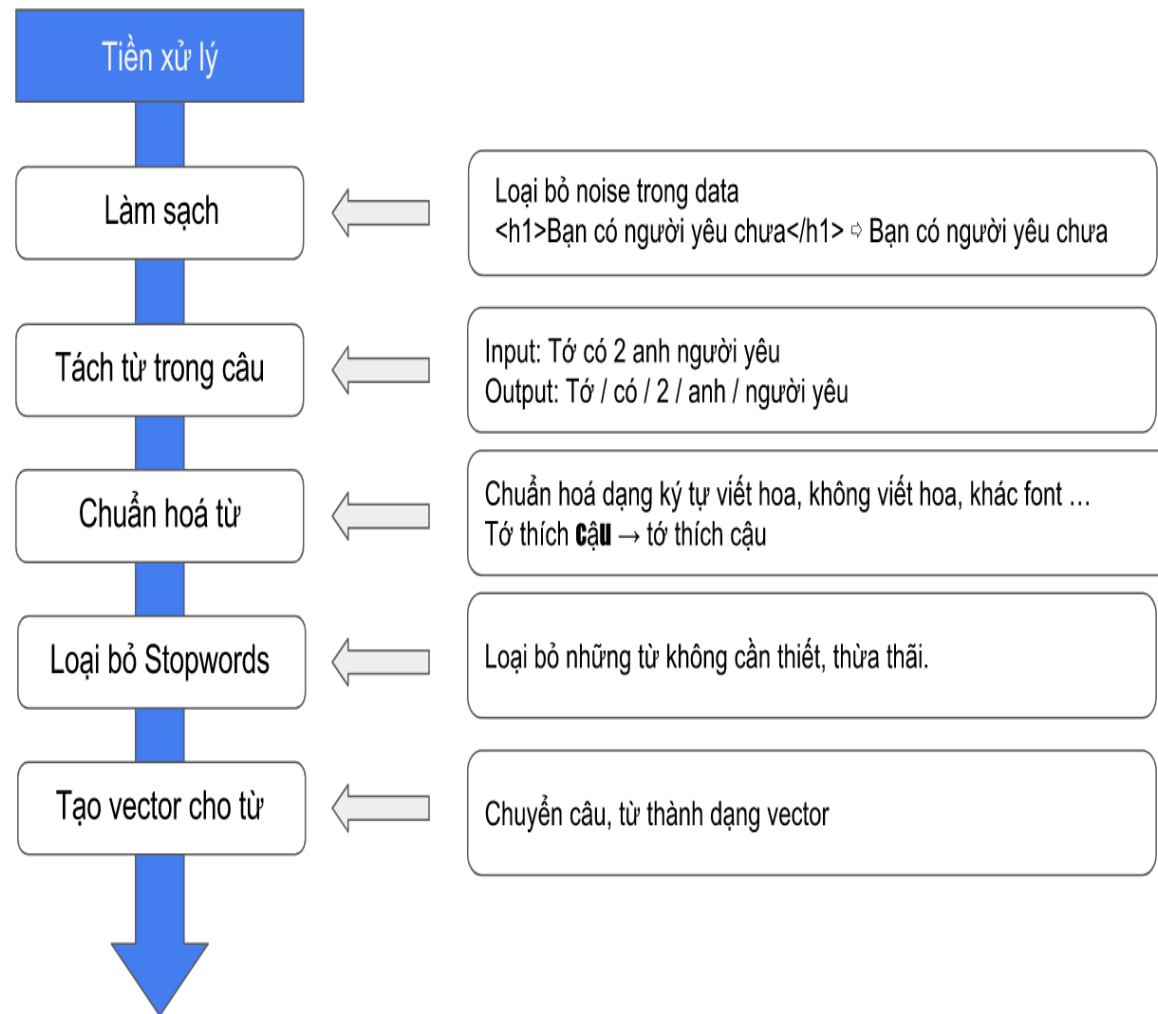 Tiền xử lý
Làm sạch
Loại bỏ noise trong data
<h1>Bạn có người yêu chưa</h1> ➩ Bạn có người yêu chưa
Tách từ trong câu
Input: Tớ có 2 anh người yêu
Output: Tớ / có / 2 / anh / người yêu
Chuẩn hoá từ
Chuẩn hoá dạng ký tự viết hoa, không viết hoa, khác font …
Tớ thích cậu → tớ thích cậu
Loại bỏ Stopwords
Loại bỏ những từ không cần thiết, thừa thãi.
Tạo vector cho từ
Chuyển câu, từ thành dạng vector